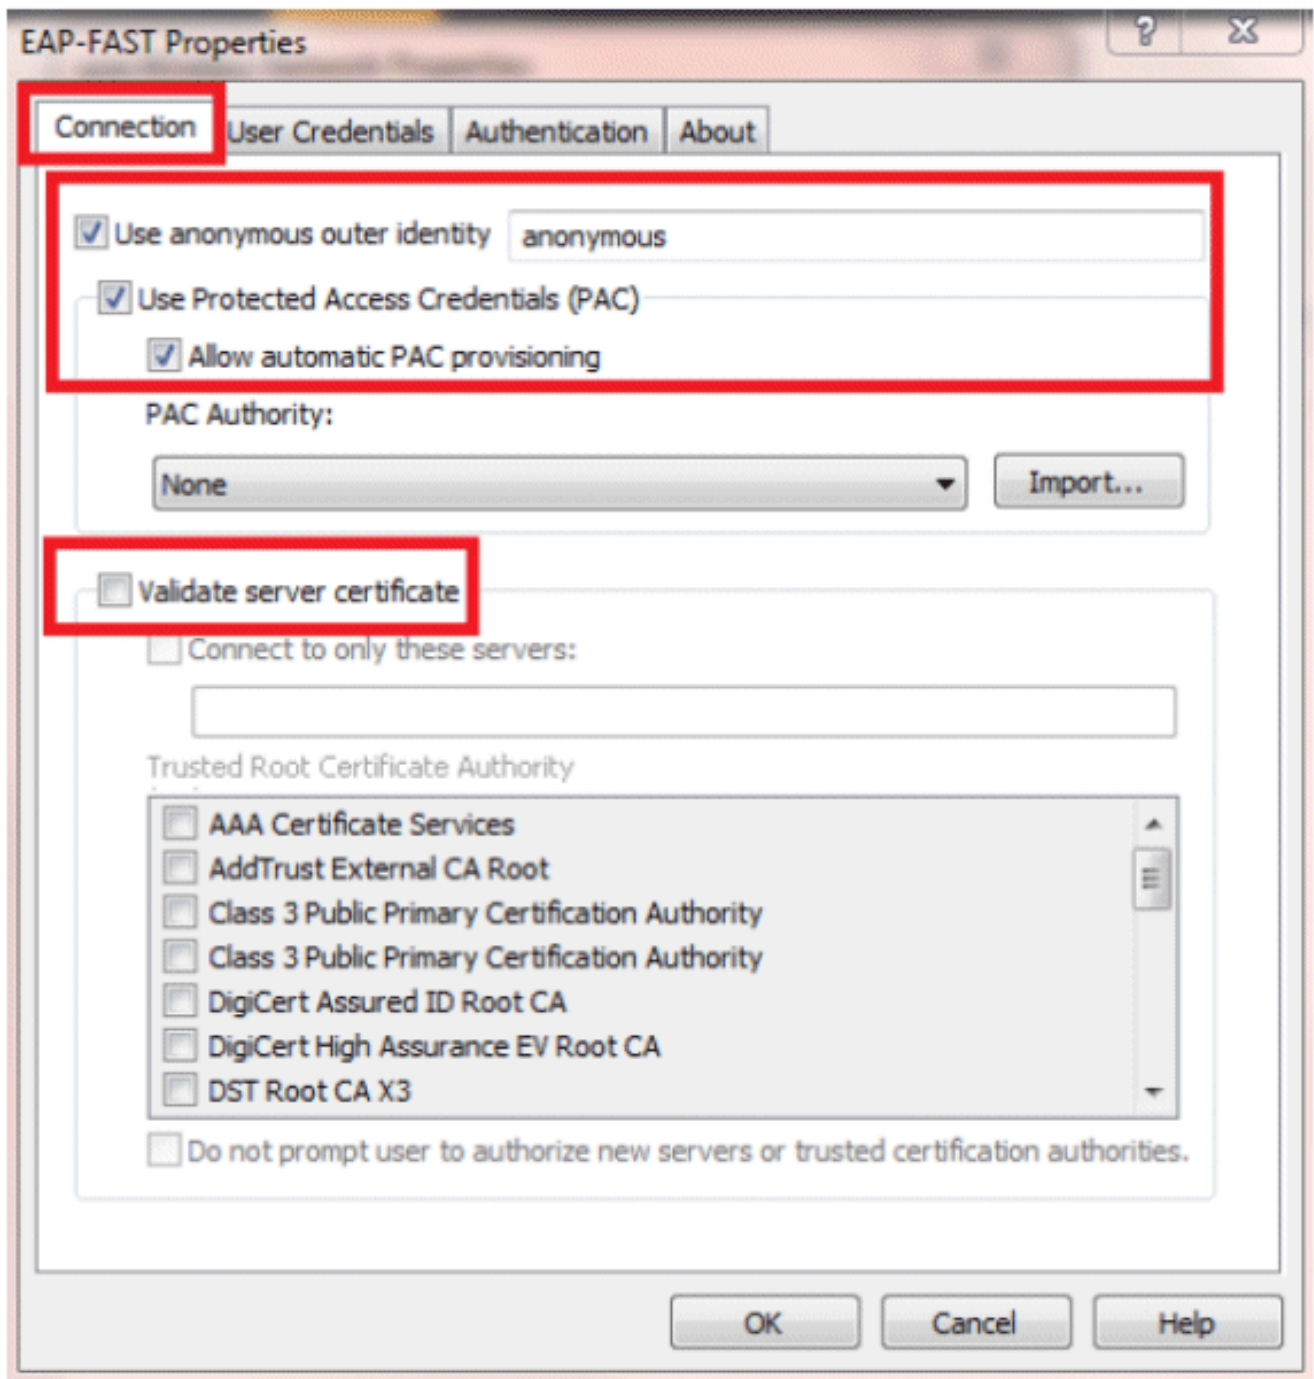 EAP-FAST Properties
Connection
User Credentials
Authentication
About
Use anonymous outer identity
anonymous
Use Protected Access Credentials (PAC)
Allow automatic PAC provisioning
PAC Authority:
None
Import...
Validate server certificate
Connect to only these servers:
Trusted Root Certificate Authority
AAA Certificate Services
AddTrust External CA Root
Class 3 Public Primary Certification Authority
Class 3 Public Primary Certification Authority
DigiCert Assured ID Root CA
DigiCert High Assurance EV Root CA
DST Root CA X3
Do not prompt user to authorize new servers or trusted certification authorities.
OK
Cancel
Help